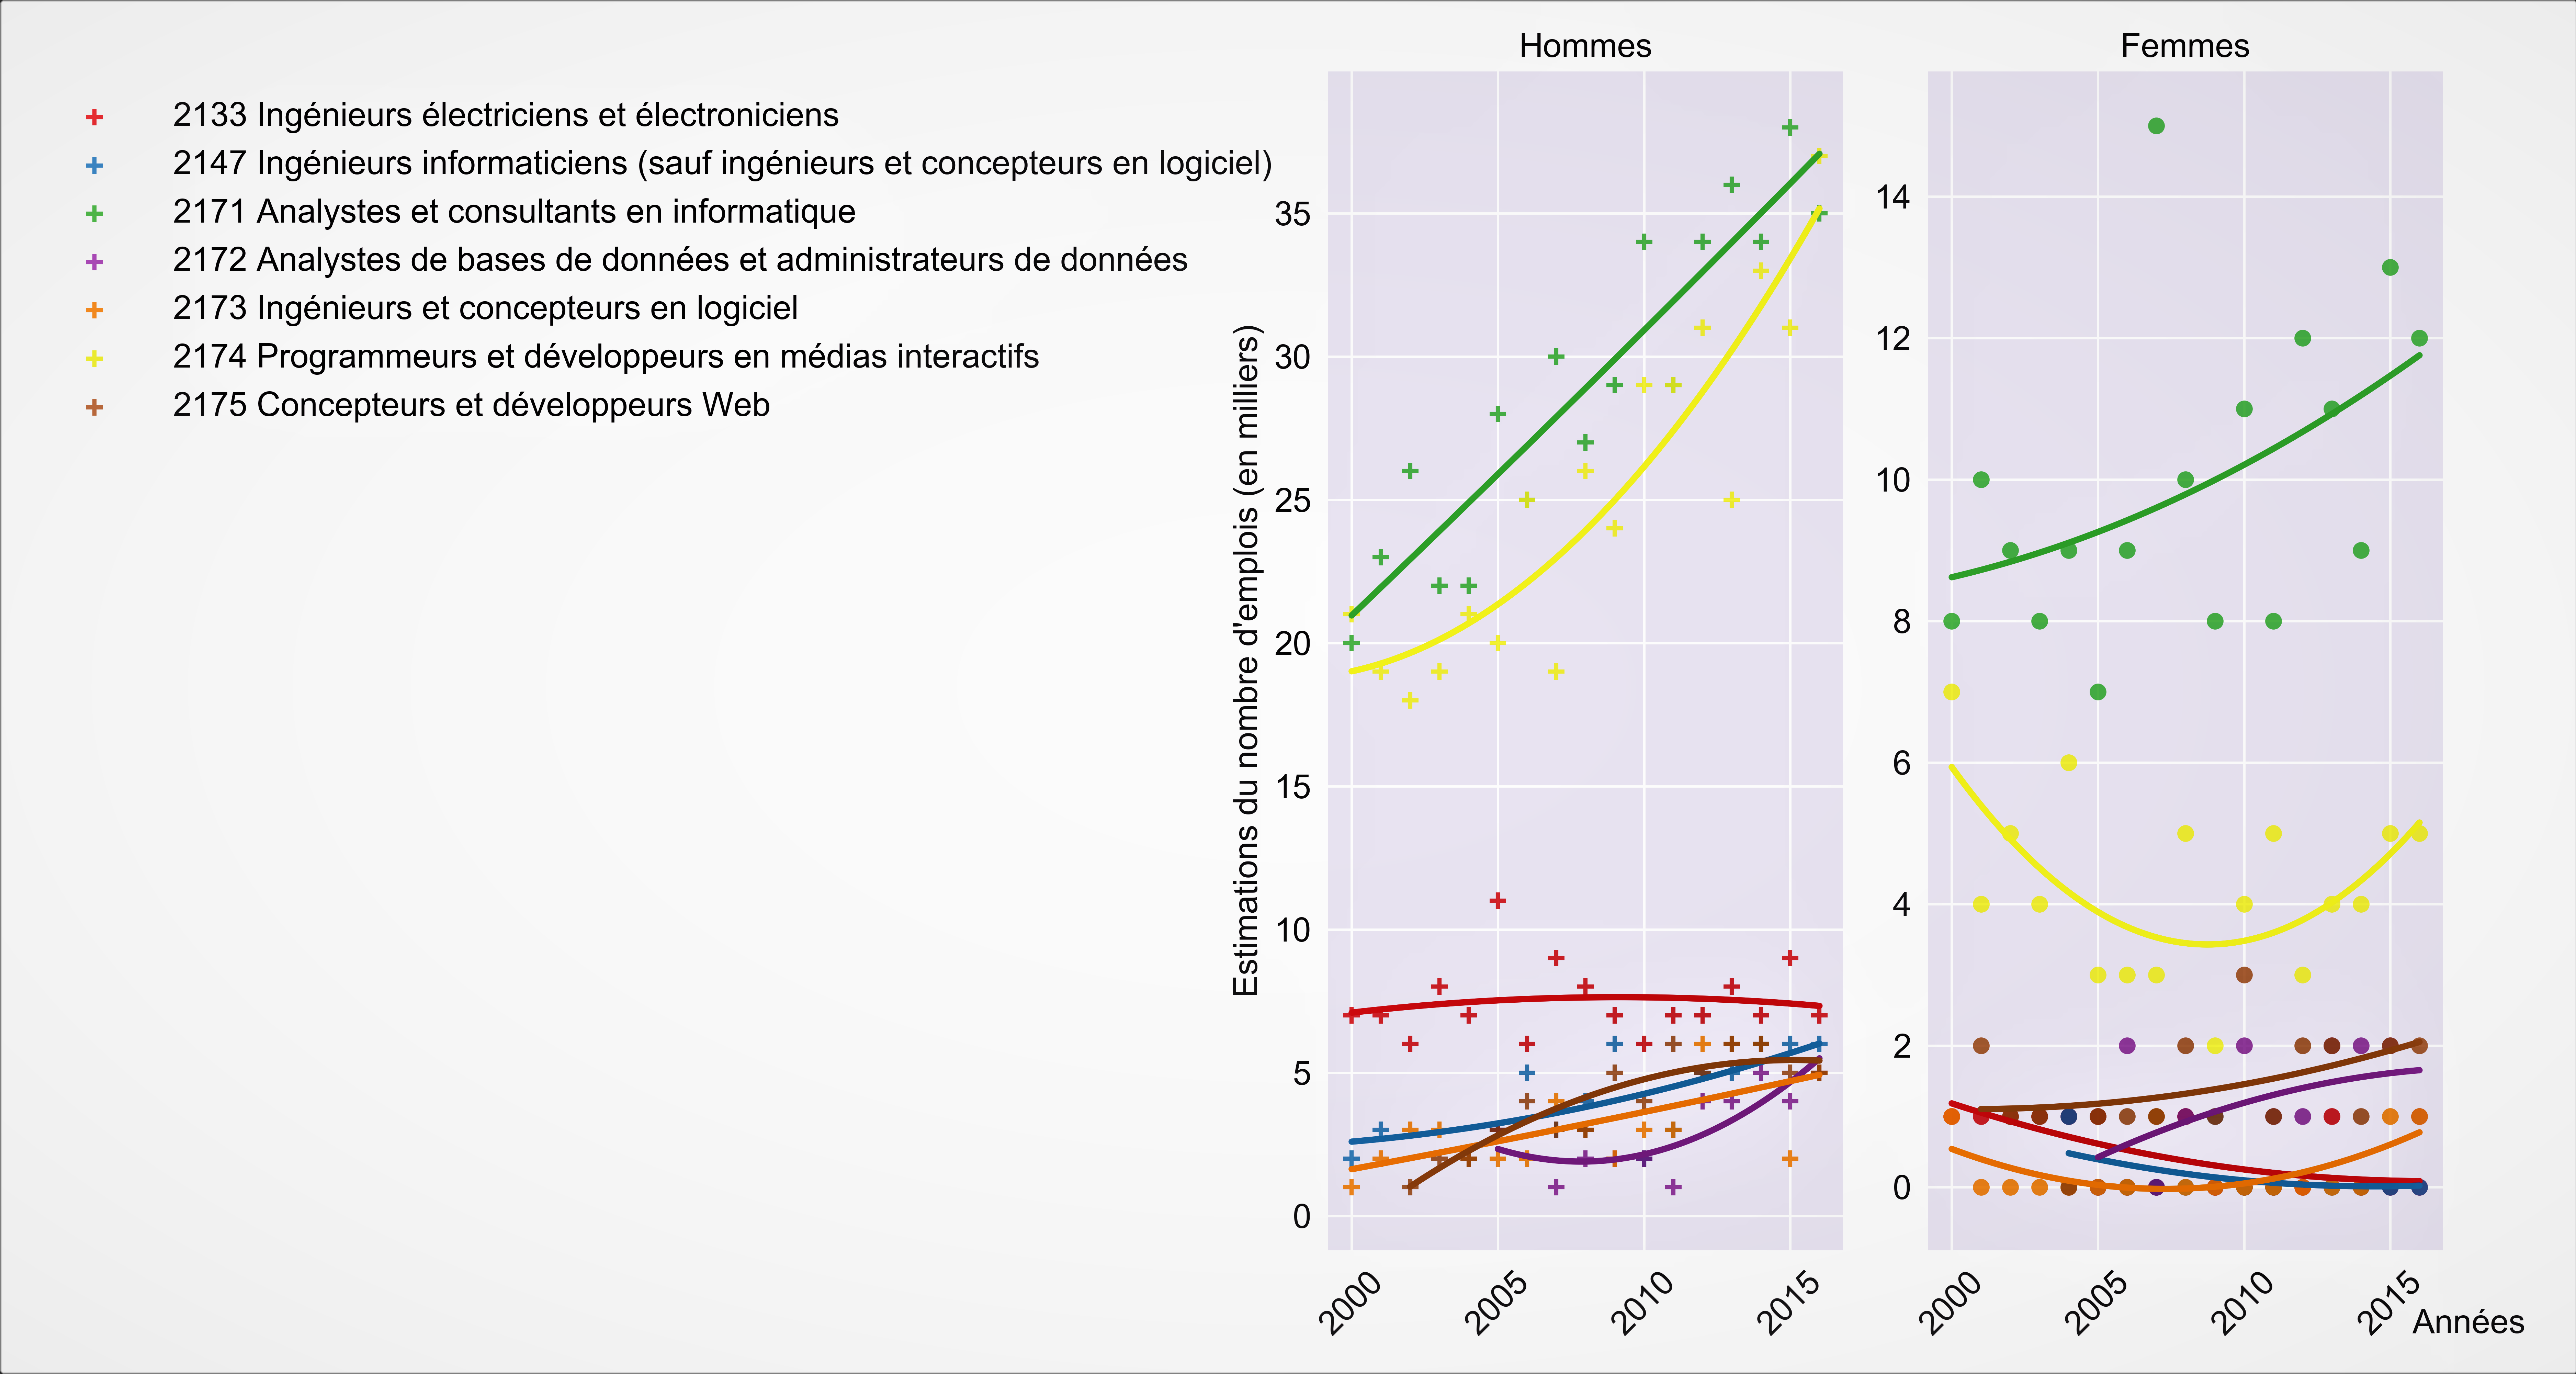 Hommes
Femmes
2133 Ingénieurs électriciens et électroniciens
2147 Ingénieurs informaticiens (sauf ingénieurs et concepteurs en logiciel)
2171 Analystes et consultants en informatique
2172 Analystes de bases de données et administrateurs de données
2173 Ingénieurs et concepteurs en logiciel
2174 Programmeurs et développeurs en médias interactifs
2175 Concepteurs et développeurs Web
Estimations du nombre d'emplois (en milliers)
35
30
25
20
15
10
5
0
2000
2005
2010
2015
14
12
10
8
6
4
2
0
2000
2005
2010
2015
Années